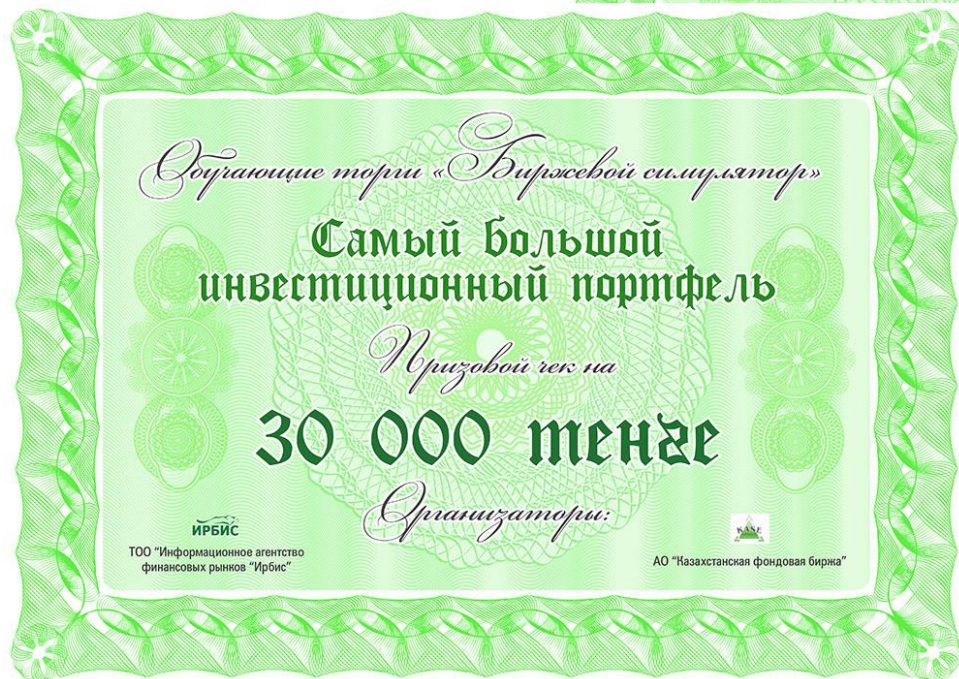 Обучающие торги «Биржевой симулятор»
Самый большой
инвестиционный портфель
Призовой чек на
30 000 тенге
Организаторы:
ИРБИС
ТОО "Информационное агентство
финансовых рынков "Ирбис"
KASE
АО "Казахстанская фондовая биржа"